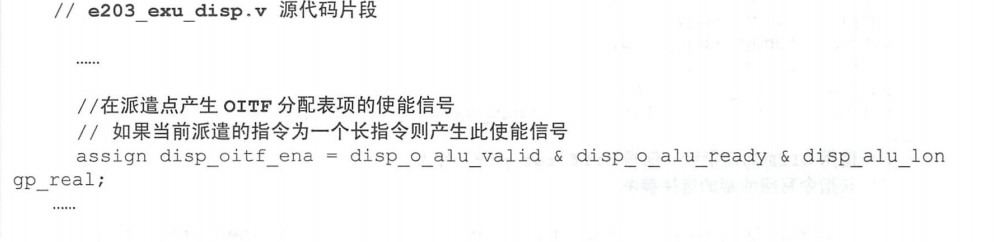 // e203_exu_disp.v 源代码片段
……
//在派遣点产生 OITF 分配表项的使能信号
// 如果当前派遣的指令为一个长指令则产生此使能信号
assign disp_oitf_ena = disp_o_alu_valid & disp_o_alu_ready & disp_alu_lon
gp_real;
……